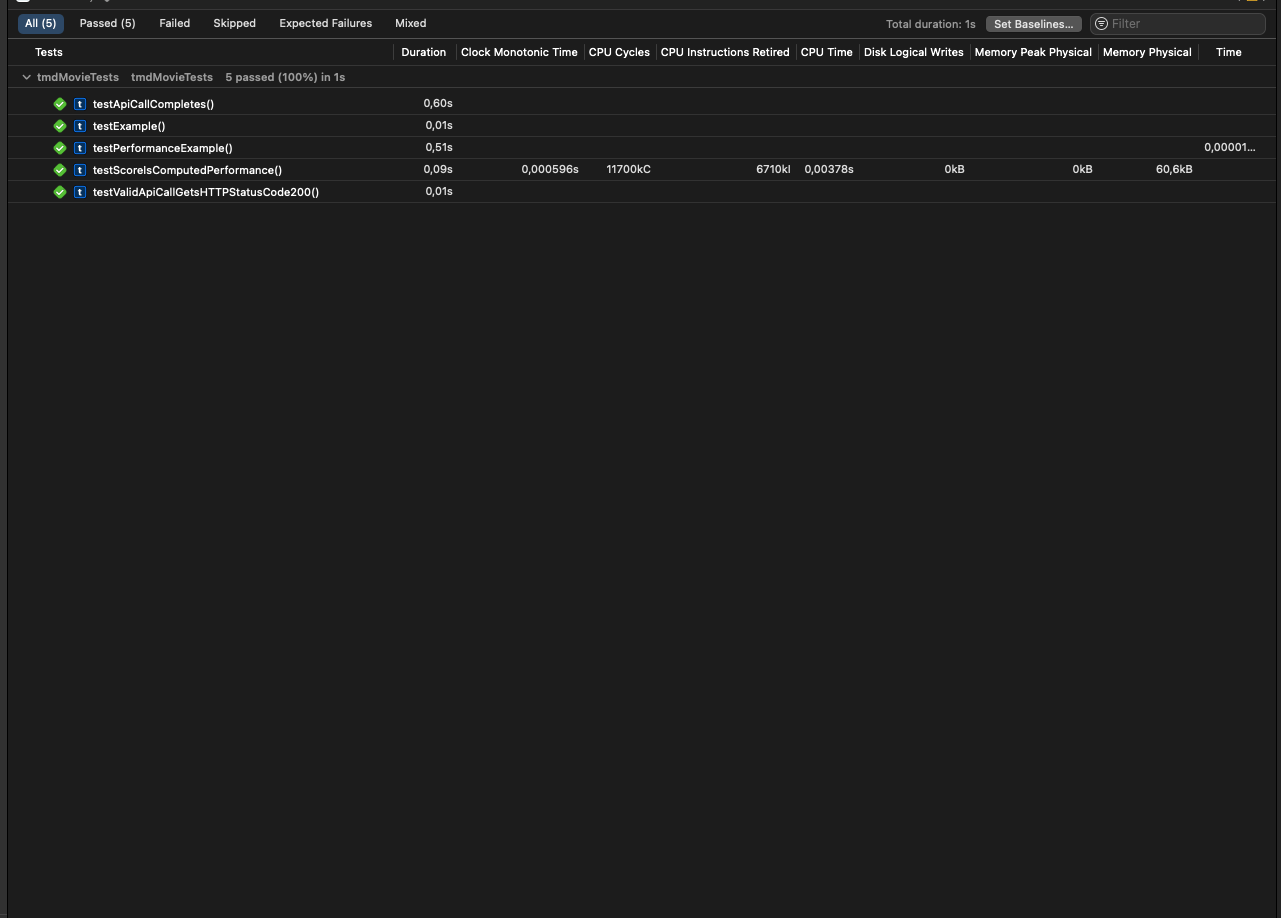 All (5) Passed (5) Failed Skipped Expected Failures Mixed Total duration: 1s Set Baselines... Filter
Tests Duration Clock Monotonic Time CPU Cycles CPU Instructions Retired CPU Time Disk Logical Writes Memory Peak Physical Memory Physical Time
tmdMovieTests tmdMovieTests 5 passed (100%) in 1s
t testApiCallCompletes() 0,60s
t testExample() 0,01s
t testPerformanceExample() 0,51s 0,00001...
t testScoreIsComputedPerformance() 0,09s 0,000596s 11700kC 6710kI 0,00378s 0kB 0kB 60,6kB
t testValidApiCallGetsHTTPStatusCode200() 0,01s